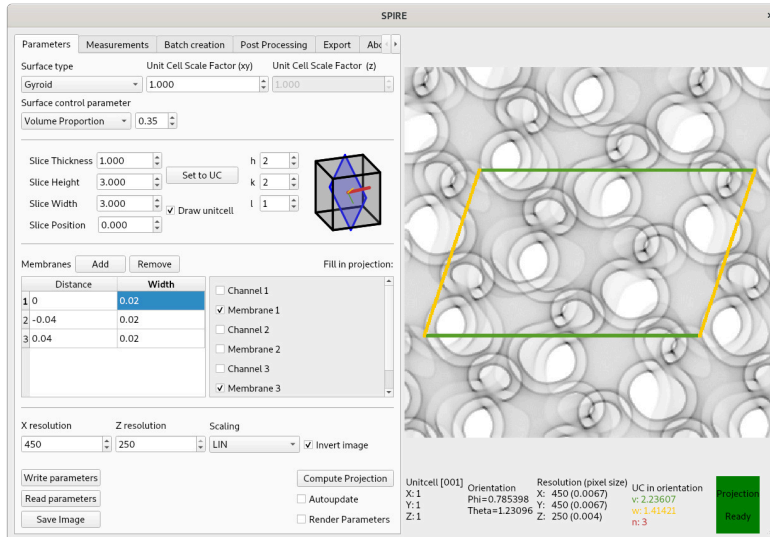 SPIRE
Parameters Measurements Batch creation Post Processing Export
Surface type Unit Cell Scale Factor (xy) Unit Cell Scale Factor (z)
Gyroid 1.000 1.000
Surface control parameter
Volume Proportion 0.35
Slice Thickness 1.000 h 2
Set to UC
Slice Height 3.000 k 2
Slice Width 3.000 Draw unitcell l 1
Slice Position 0.000
Membranes Add Remove Fill in projection:
Distance Width
1 0 0.02
2 -0.04 0.02
3 0.04 0.02
Channel 1
Membrane 1
Channel 2
Membrane 2
Channel 3
Membrane 3
X resolution Z resolution Scaling
450 250 LIN Invert image
Write parameters Compute Projection
Read parameters Autoupdate
Save Image Render Parameters
Unitcell [001]
X: 1
Y: 1
Z: 1
Orientation
Phi=0.785398
Theta=1.23096
Resolution (pixel size)
X: 450 (0.0067)
Y: 450 (0.0067)
Z: 250 (0.004)
UC in orientation
v: 2.23607
w: 1.41421
n: 3
Projection
Ready